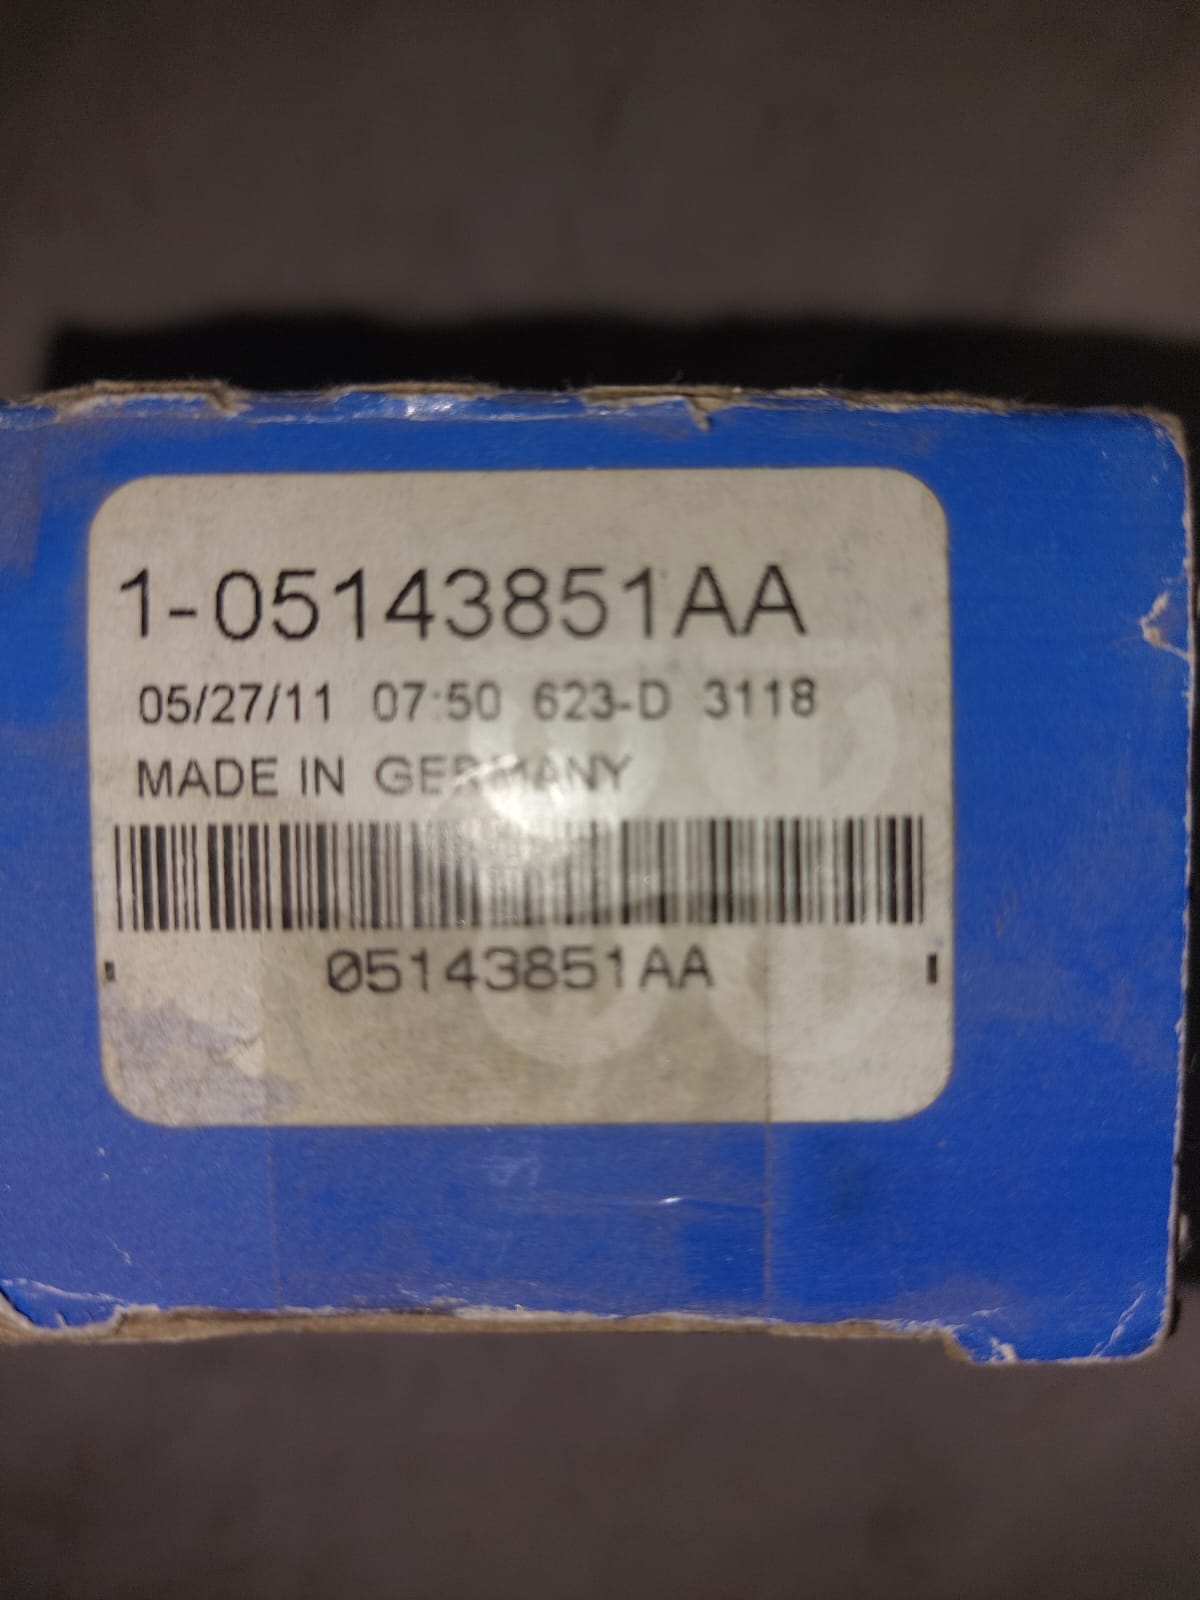 1-05143851AA
05/27/11 07:50 623-D 3118
MADE IN GERMANY
05143851AA